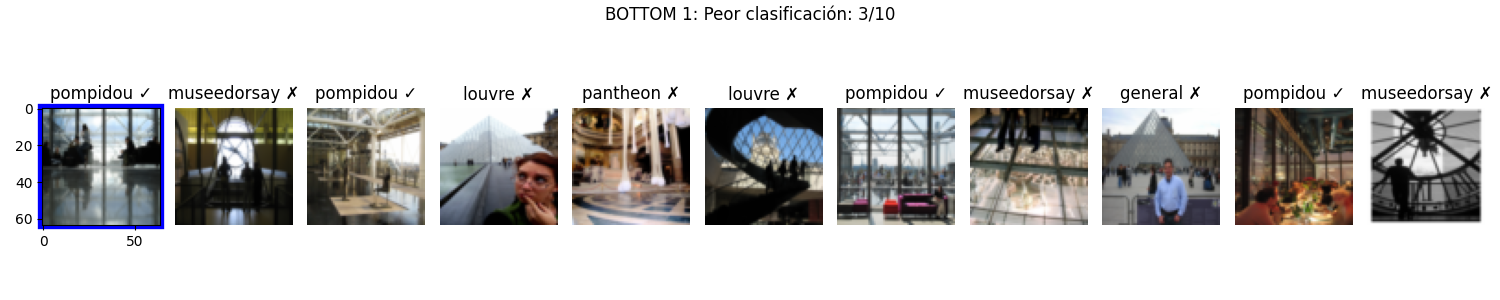 BOTTOM 1: Peor clasificación: 3/10
pompidou ✓ museedorsay ✗ pompidou ✓ louvre ✗ pantheon ✗ louvre ✗ pompidou ✓ museedorsay ✗ general ✗ pompidou ✓ museedorsay ✗
0
20
40
60
0 50